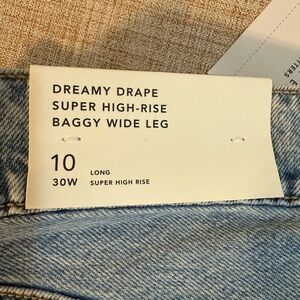 DREAMY DRAPE
SUPER HIGH-RISE
BAGGY WIDE LEG
10
LONG
30W
SUPER HIGH RISE